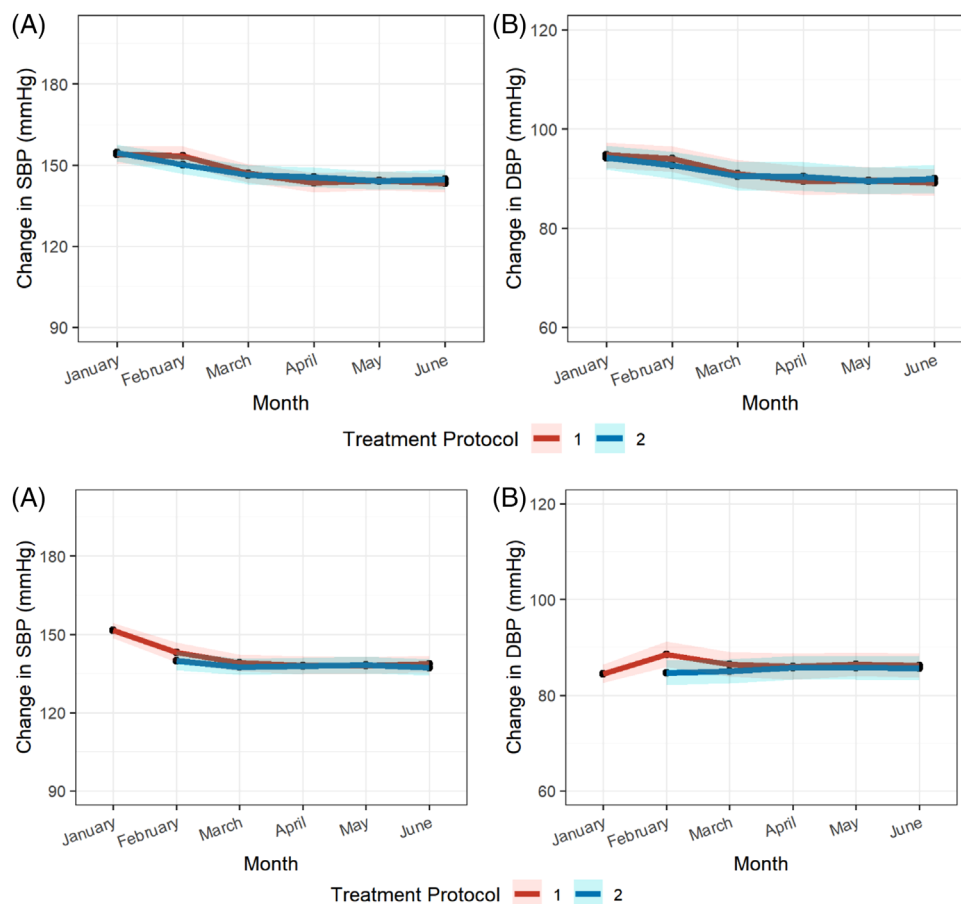 (A)
Change in SBP (mmHg)
180
150
120
90
January
February
March
April
May
June
Month
(B)
Change in DBP (mmHg)
120
100
80
60
January
February
March
April
May
June
Month
Treatment Protocol 1 2
(A)
Change in SBP (mmHg)
180
150
120
90
January
February
March
April
May
June
Month
(B)
Change in DBP (mmHg)
120
100
80
60
January
February
March
April
May
June
Month
Treatment Protocol 1 2